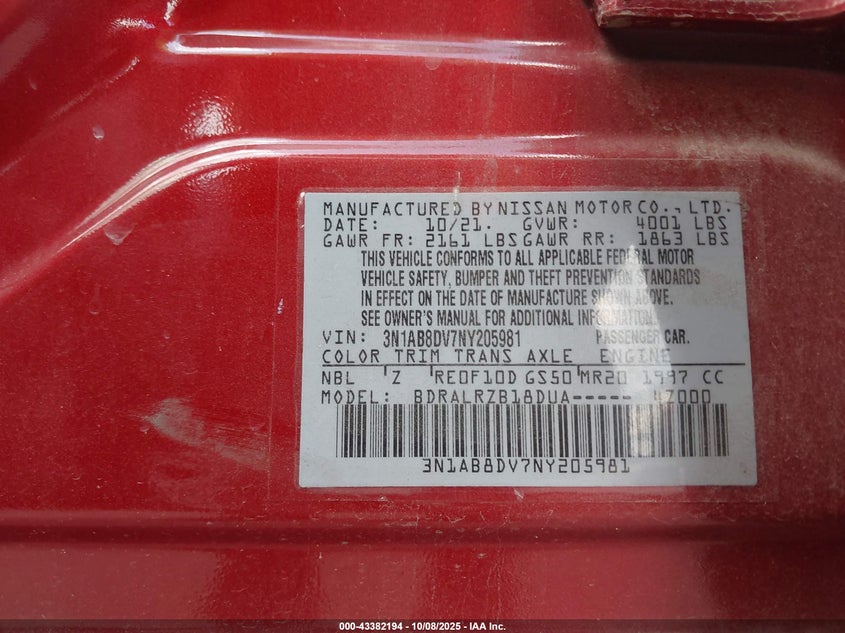 MANUFACTURED BY NISSAN MOTOR CO., LTD.
DATE: 10/21. GVWR: 4001 LBS
GAWR FR: 2161 LBS GAWR RR: 1863 LBS
THIS VEHICLE CONFORMS TO ALL APPLICABLE FEDERAL MOTOR
VEHICLE SAFETY, BUMPER AND THEFT PREVENTION STANDARDS
IN EFFECT ON THE DATE OF MANUFACTURE SHOWN ABOVE.
SEE OWNER'S MANUAL FOR ADDITIONAL INFORMATION.
VIN: 3N1AB8DV7NY205981 PASSENGER CAR.
COLOR TRIM TRANS AXLE ENGINE
NBL Z RE0F10D GS50 MR20 1997 CC
MODEL: BDRALRZB18DUA-----
3N1AB8DV7NY205981
000-43382194 - 10/08/2025 - IAA Inc.